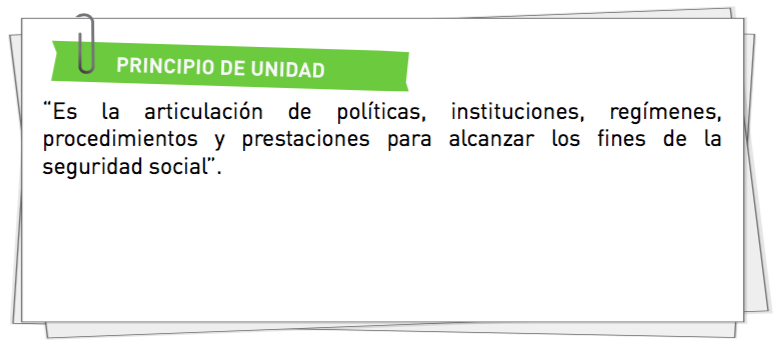 PRINCIPIO DE UNIDAD
“Es la articulación de políticas, instituciones, regímenes,
procedimientos y prestaciones para alcanzar los fines de la
seguridad social”.